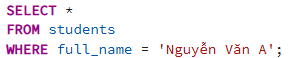 SELECT *
FROM students
WHERE full_name = 'Nguyễn Văn A';